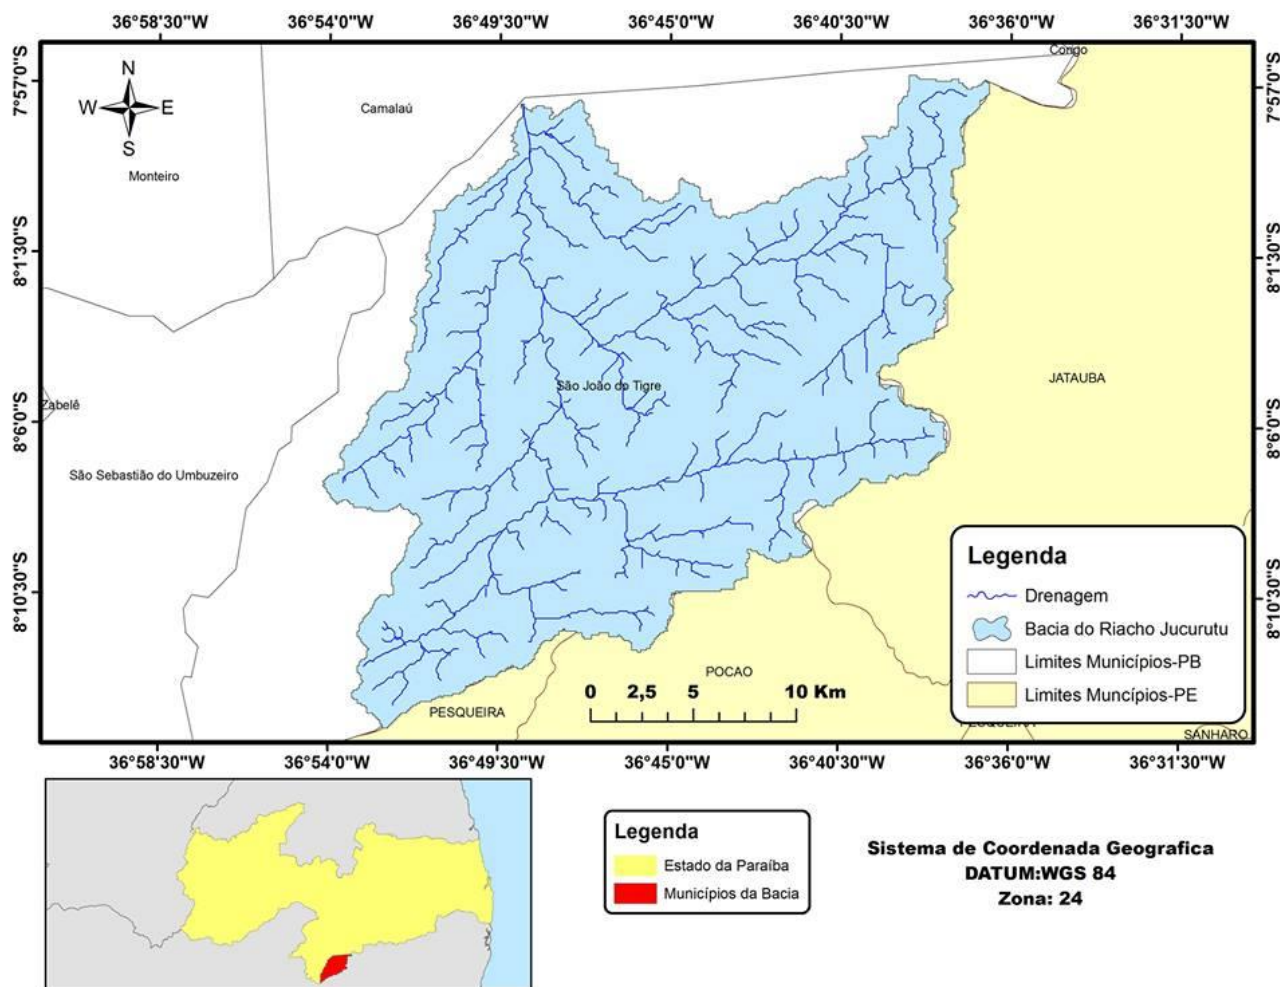 36°58'30"W 36°54'0"W 36°49'30"W 36°45'0"W 36°40'30"W 36°36'0"W 36°31'30"W
7°57'0"S
8°1'30"S
8°6'0"S
8°10'30"S
7°57'0"S
8°1'30"S
8°6'0"S
8°10'30"S
N
W E
S
Congo
Camalaú
Monteiro
São João do Tigre
JATAUBA
Zabelê
São Sebastião do Umbuzeiro
POCAO
PESQUEIRA
PESQUEIRA
SANHARO
0 2,5 5 10 Km
Legenda
Drenagem
Bacia do Riacho Jucurutu
Limites Municípios-PB
Limites Muncípios-PE
36°58'30"W 36°54'0"W 36°49'30"W 36°45'0"W 36°40'30"W 36°36'0"W 36°31'30"W
Legenda
Estado da Paraíba
Municípios da Bacia
Sistema de Coordenada Geografica
DATUM:WGS 84
Zona: 24